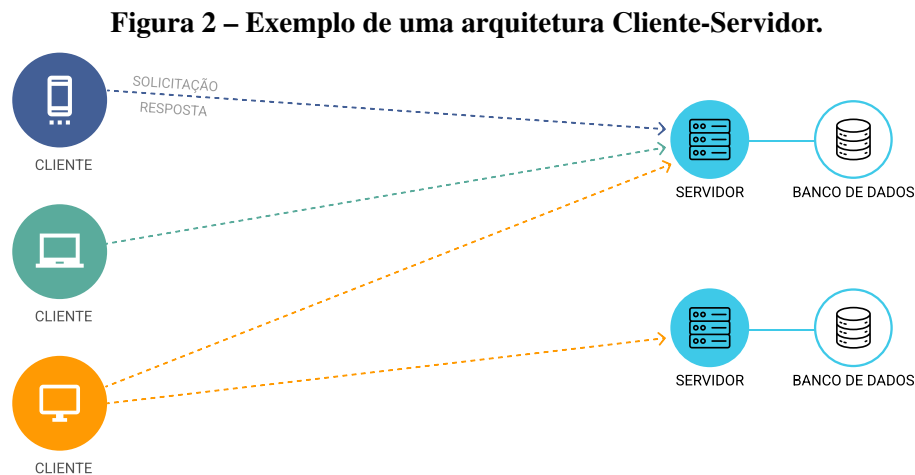 Figura 2 – Exemplo de uma arquitetura Cliente-Servidor.
SOLICITAÇÃO
RESPOSTA
CLIENTE
SERVIDOR
BANCO DE DADOS
CLIENTE
SERVIDOR
BANCO DE DADOS
CLIENTE